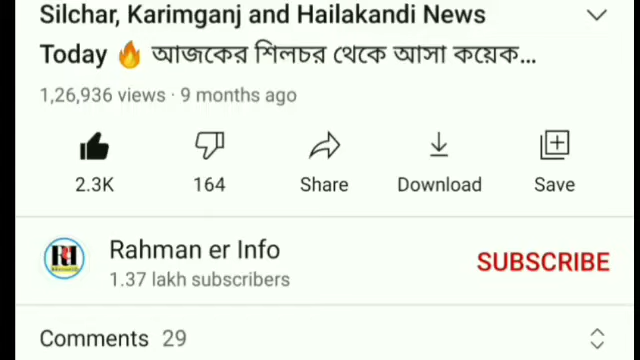 Silchar, Karimganj and Hailakandi News
Today 🔥 আজকের শিলচর থেকে আসা কয়েক...
1,26,936 views · 9 months ago
2.3K 164 Share Download Save
Rahman er Info
SUBSCRIBE
1.37 lakh subscribers
Comments 29